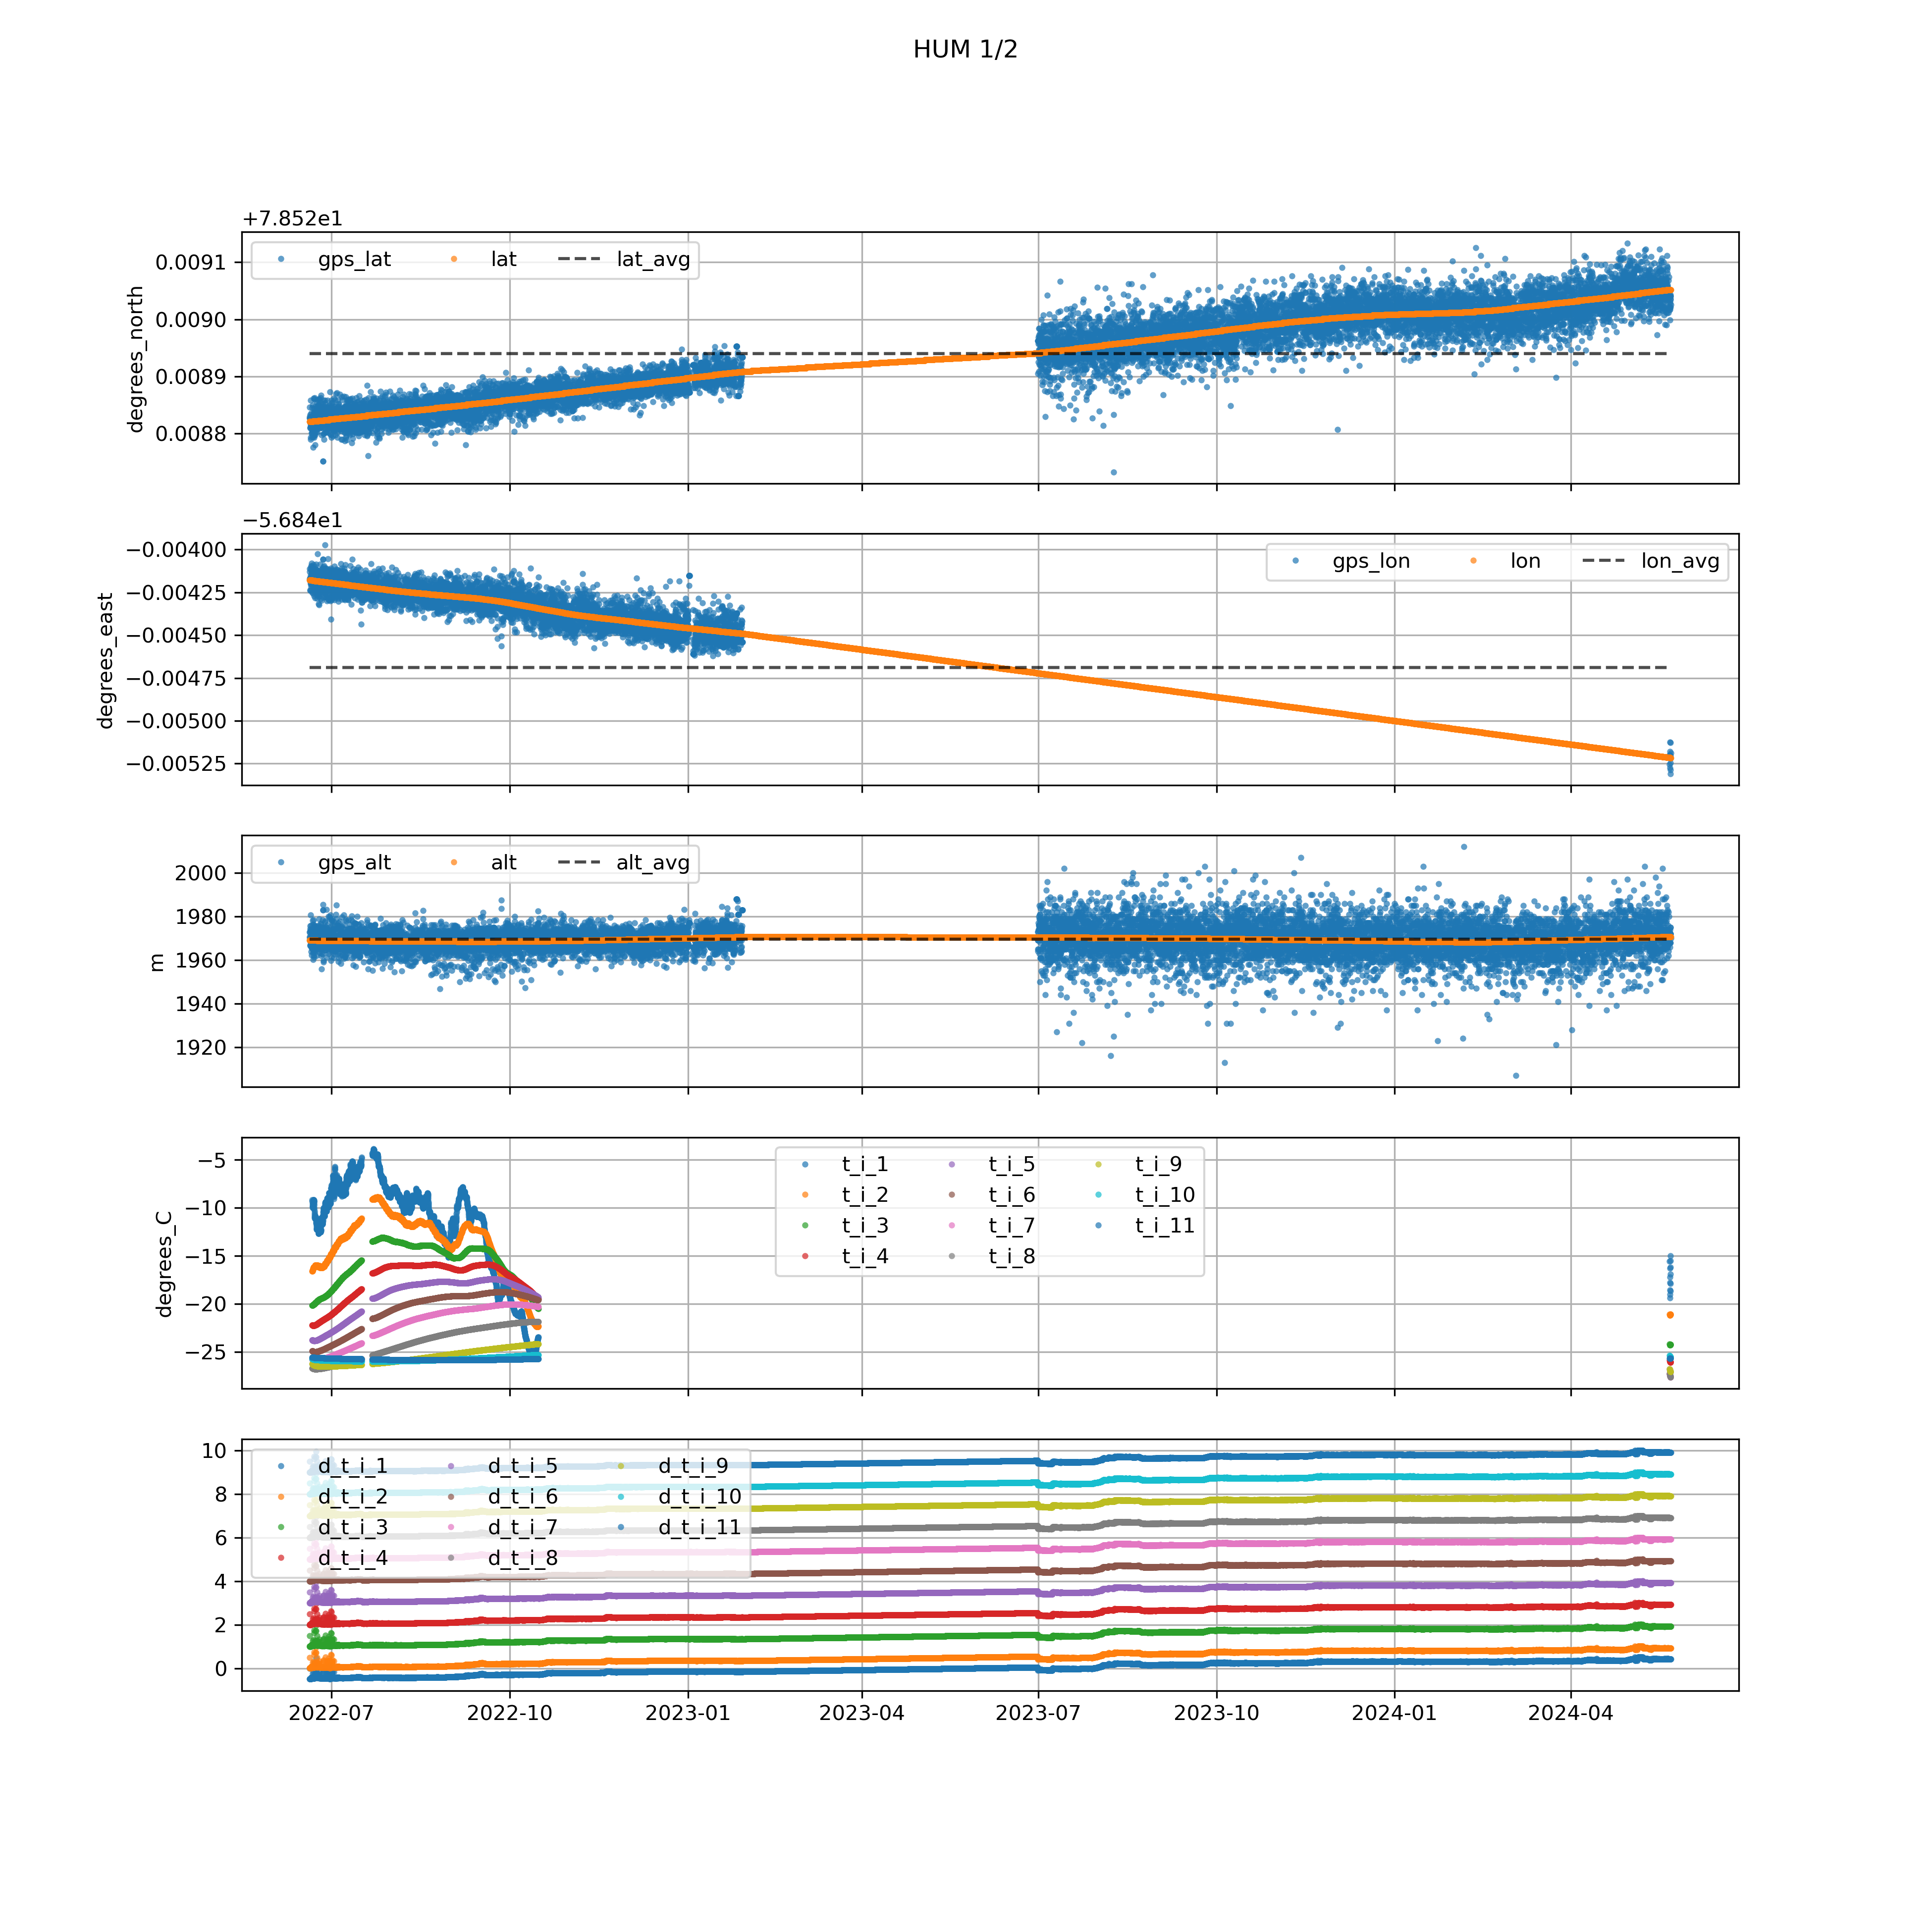 HUM 1/2
+7.852e1
gps_lat lat lat_avg
0.0091
0.0090
0.0089
0.0088
degrees_north
−5.684e1
gps_lon lon lon_avg
−0.00400
−0.00425
−0.00450
−0.00475
−0.00500
−0.00525
degrees_east
gps_alt alt alt_avg
2000
1980
1960
1940
1920
m
t_i_1 t_i_5 t_i_9
t_i_2 t_i_6 t_i_10
t_i_3 t_i_7 t_i_11
t_i_4 t_i_8
−5
−10
−15
−20
−25
degrees_C
d_t_i_1 d_t_i_5 d_t_i_9
d_t_i_2 d_t_i_6 d_t_i_10
d_t_i_3 d_t_i_7 d_t_i_11
d_t_i_4 d_t_i_8
10
8
6
4
2
0
2022-07 2022-10 2023-01 2023-04 2023-07 2023-10 2024-01 2024-04